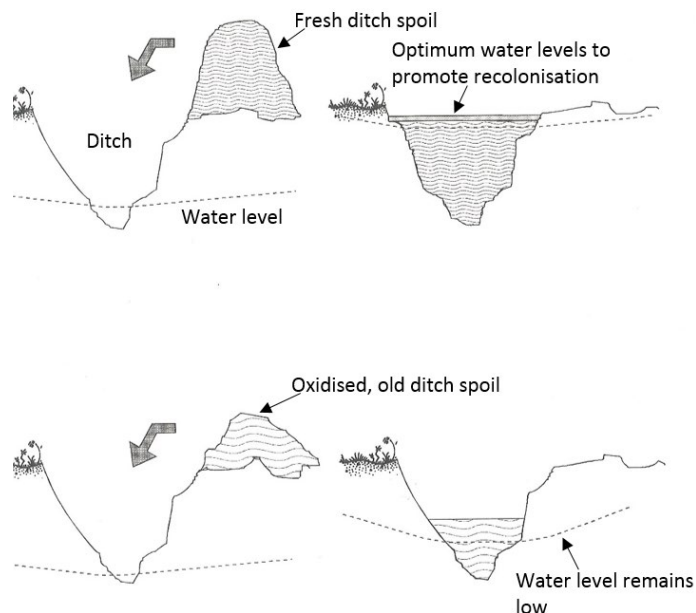 Fresh ditch spoil
Optimum water levels to
promote recolonisation
Ditch
Water level
Oxidised, old ditch spoil
Water level remains
low